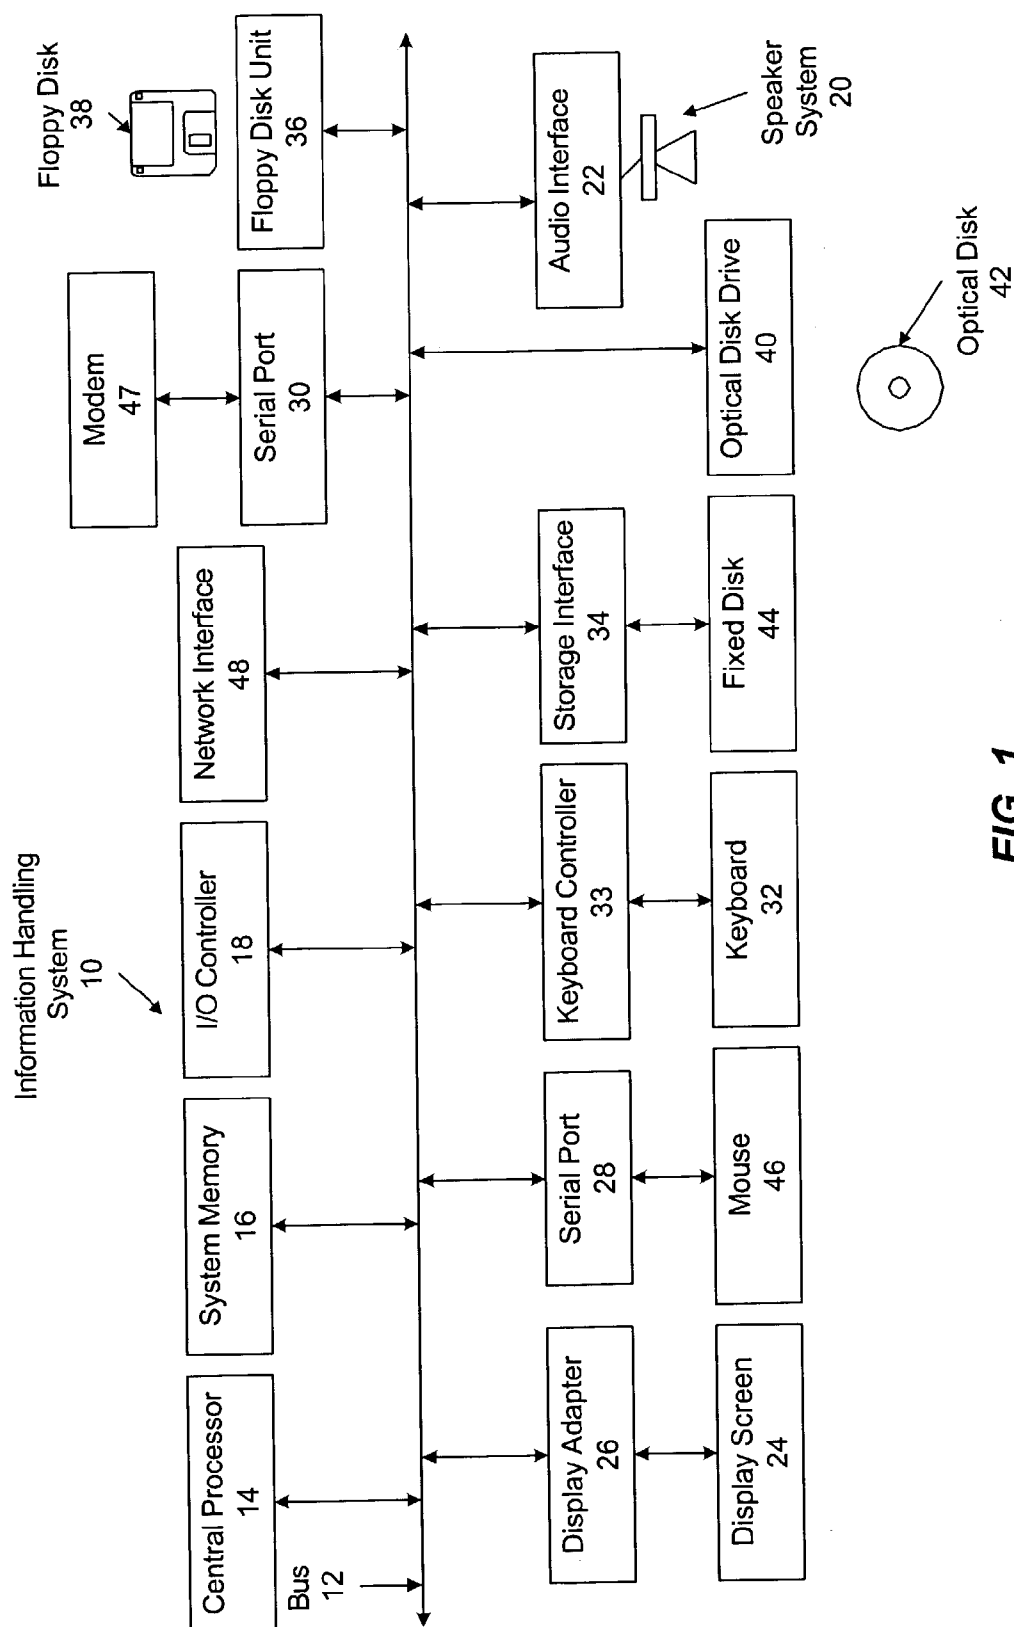 Information Handling
System
10
Floppy Disk
38
Modem
47
Central Processor
14
System Memory
16
I/O Controller
18
Network Interface
48
Serial Port
30
Floppy Disk Unit
36
Bus
12
Display Adapter
26
Serial Port
28
Keyboard Controller
33
Storage Interface
34
Audio Interface
22
Display Screen
24
Mouse
46
Keyboard
32
Fixed Disk
44
Optical Disk Drive
40
Speaker
System
20
Optical Disk
42
FIG. 1